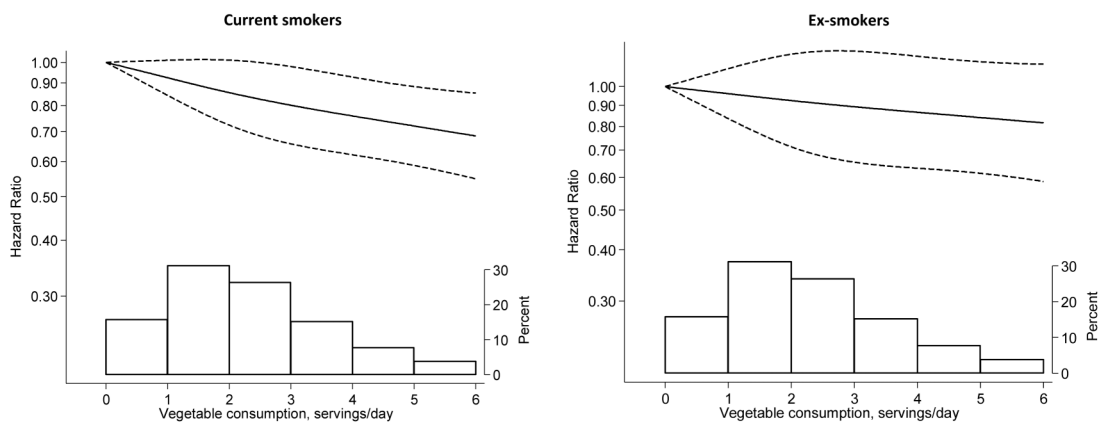 Current smokers
1.00
0.90
0.80
0.70
0.60
0.50
0.40
0.30
Hazard Ratio
30
20
10
0
Percent
0 1 2 3 4 5 6
Vegetable consumption, servings/day
Ex-smokers
1.00
0.90
0.80
0.70
0.60
0.50
0.40
0.30
Hazard Ratio
30
20
10
0
Percent
0 1 2 3 4 5 6
Vegetable consumption, servings/day